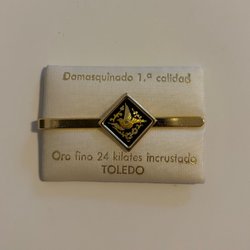 Damasquinado 1.ª calidad
Oro fino 24 kilates incrustado
TOLEDO